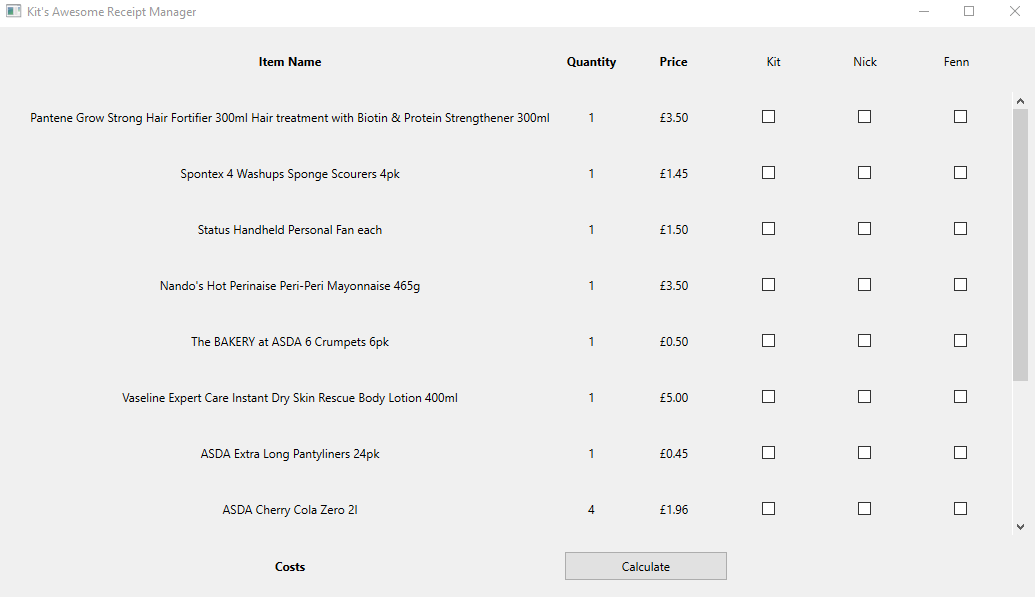 Kit's Awesome Receipt Manager
Item Name Quantity Price Kit Nick Fenn
Pantene Grow Strong Hair Fortifier 300ml Hair treatment with Biotin & Protein Strengthener 300ml 1 £3.50
Spontex 4 Washups Sponge Scourers 4pk 1 £1.45
Status Handheld Personal Fan each 1 £1.50
Nando's Hot Perinaise Peri-Peri Mayonnaise 465g 1 £3.50
The BAKERY at ASDA 6 Crumpets 6pk 1 £0.50
Vaseline Expert Care Instant Dry Skin Rescue Body Lotion 400ml 1 £5.00
ASDA Extra Long Pantyliners 24pk 1 £0.45
ASDA Cherry Cola Zero 2l 4 £1.96
Costs Calculate